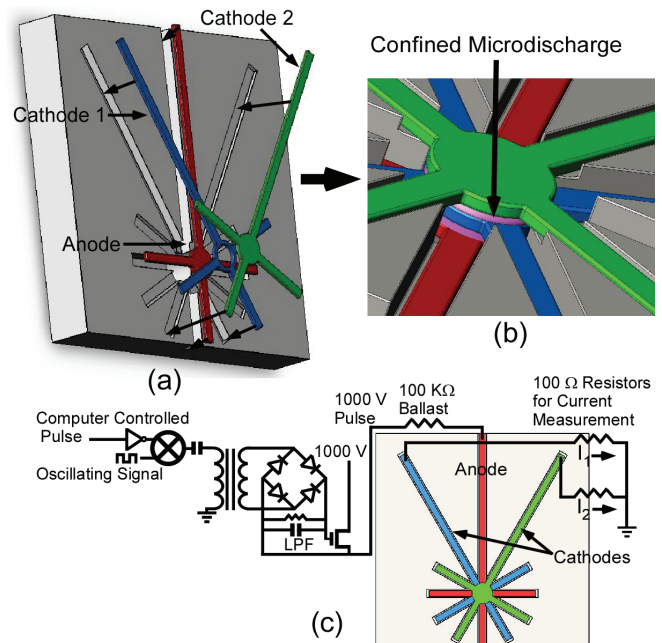 Cathode 2
Cathode 1
Anode
(a)
Confined Microdischarge
(b)
Computer Controlled
Pulse
Oscillating Signal
LPF
1000 V
1000 V
Pulse
100 KΩ
Ballast
100 Ω Resistors
for Current
Measurement
Anode
I1
I2
Cathodes
(c)